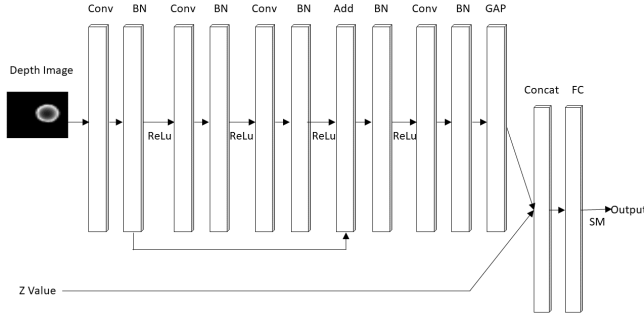 Conv BN Conv BN Conv BN Add BN Conv BN GAP
Depth Image
Concat FC
ReLu ReLu ReLu ReLu
Output
SM
Z Value